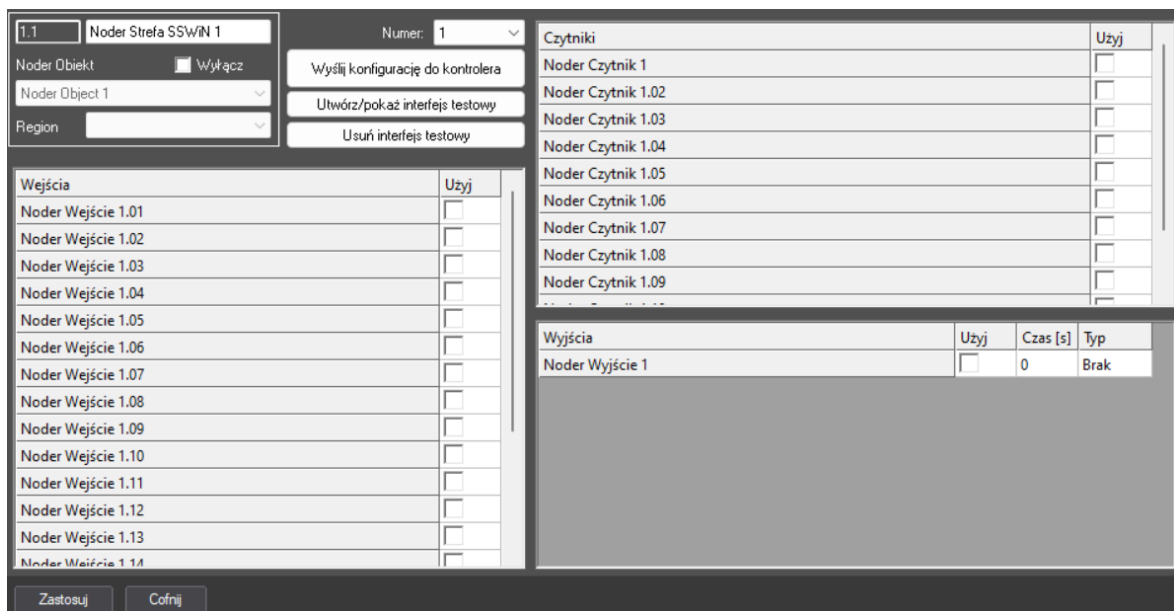 1.1 Noder Strefa SSWiN 1
Noder Obiekt Wyłącz
Noder Object 1
Region
Numer: 1
Wyślij konfigurację do kontrolera
Utwórz/pokaż interfejs testowy
Usuń interfejs testowy
Wejścia Użyj
Noder Wejście 1.01
Noder Wejście 1.02
Noder Wejście 1.03
Noder Wejście 1.04
Noder Wejście 1.05
Noder Wejście 1.06
Noder Wejście 1.07
Noder Wejście 1.08
Noder Wejście 1.09
Noder Wejście 1.10
Noder Wejście 1.11
Noder Wejście 1.12
Noder Wejście 1.13
Noder Wejście 1.14
Czytniki Użyj
Noder Czytnik 1
Noder Czytnik 1.02
Noder Czytnik 1.03
Noder Czytnik 1.04
Noder Czytnik 1.05
Noder Czytnik 1.06
Noder Czytnik 1.07
Noder Czytnik 1.08
Noder Czytnik 1.09
Wyjścia Użyj Czas [s] Typ
Noder Wyjście 1 0 Brak
Zastosuj Cofnij